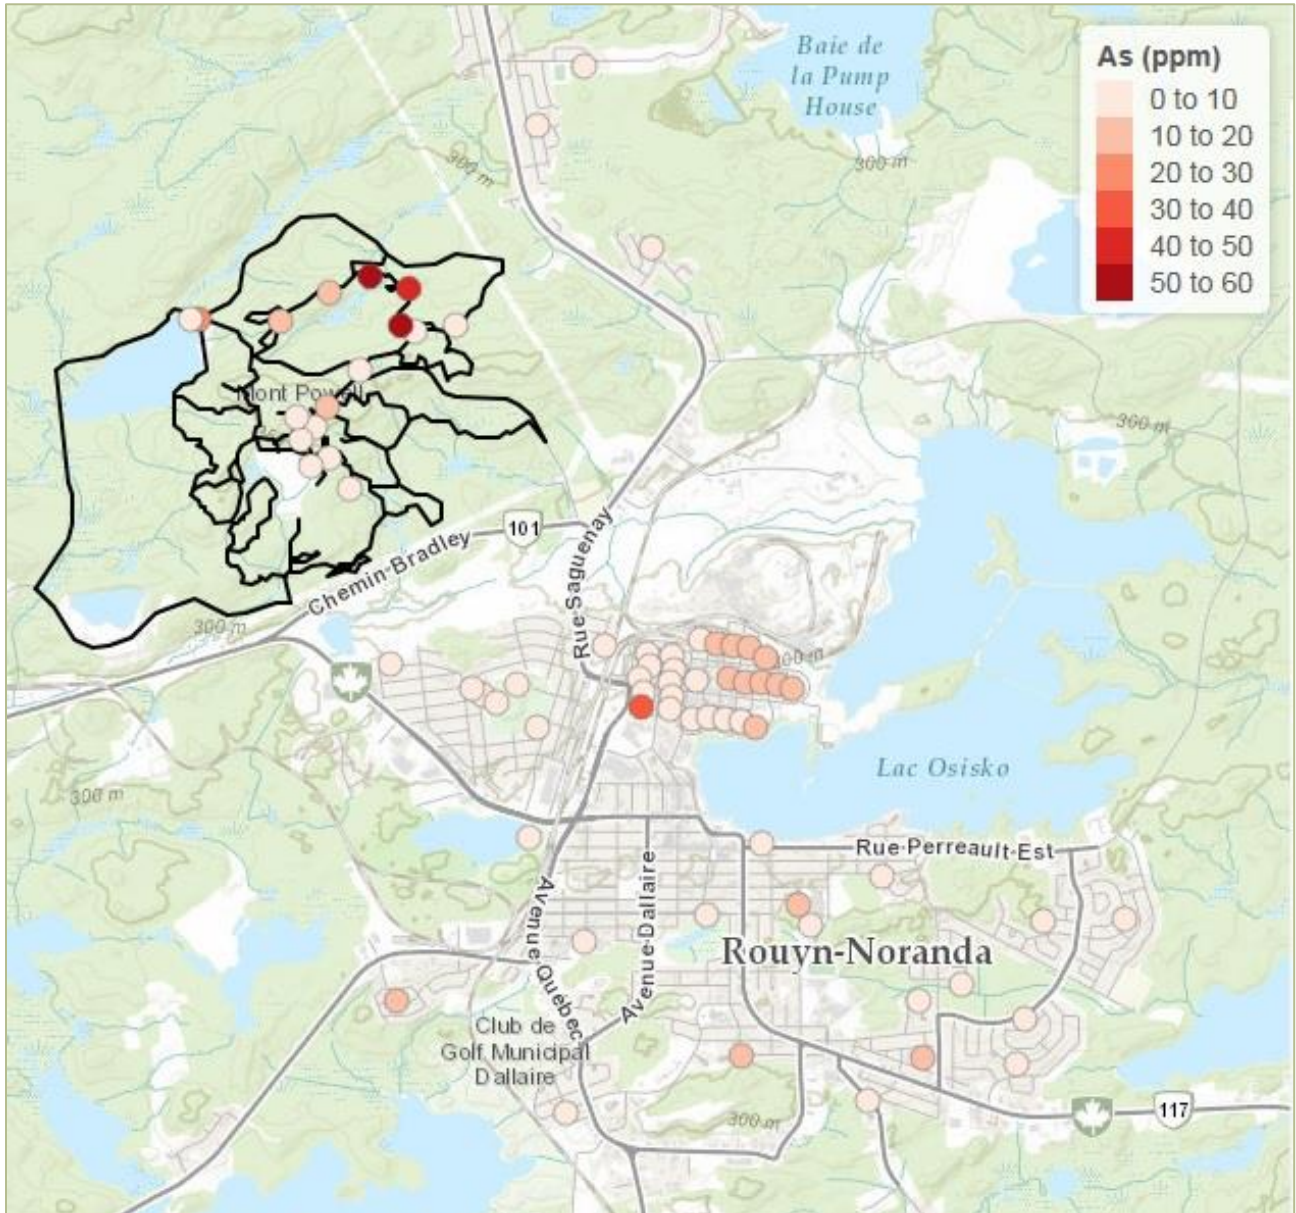 Baie de
la Pump
House
As (ppm)
0 to 10
10 to 20
20 to 30
30 to 40
40 to 50
50 to 60
300 m
300 m
Mont Powell
300 m
101
Chemin-Bradley
Rue Saguenay
300 m
300 m
Lac Osisko
300 m
Rue Perreault-Est
Avenue Québec
Avenue-Dallaire
Rouyn-Noranda
Club de
Golf Municipal
Dallaire
300 m
117